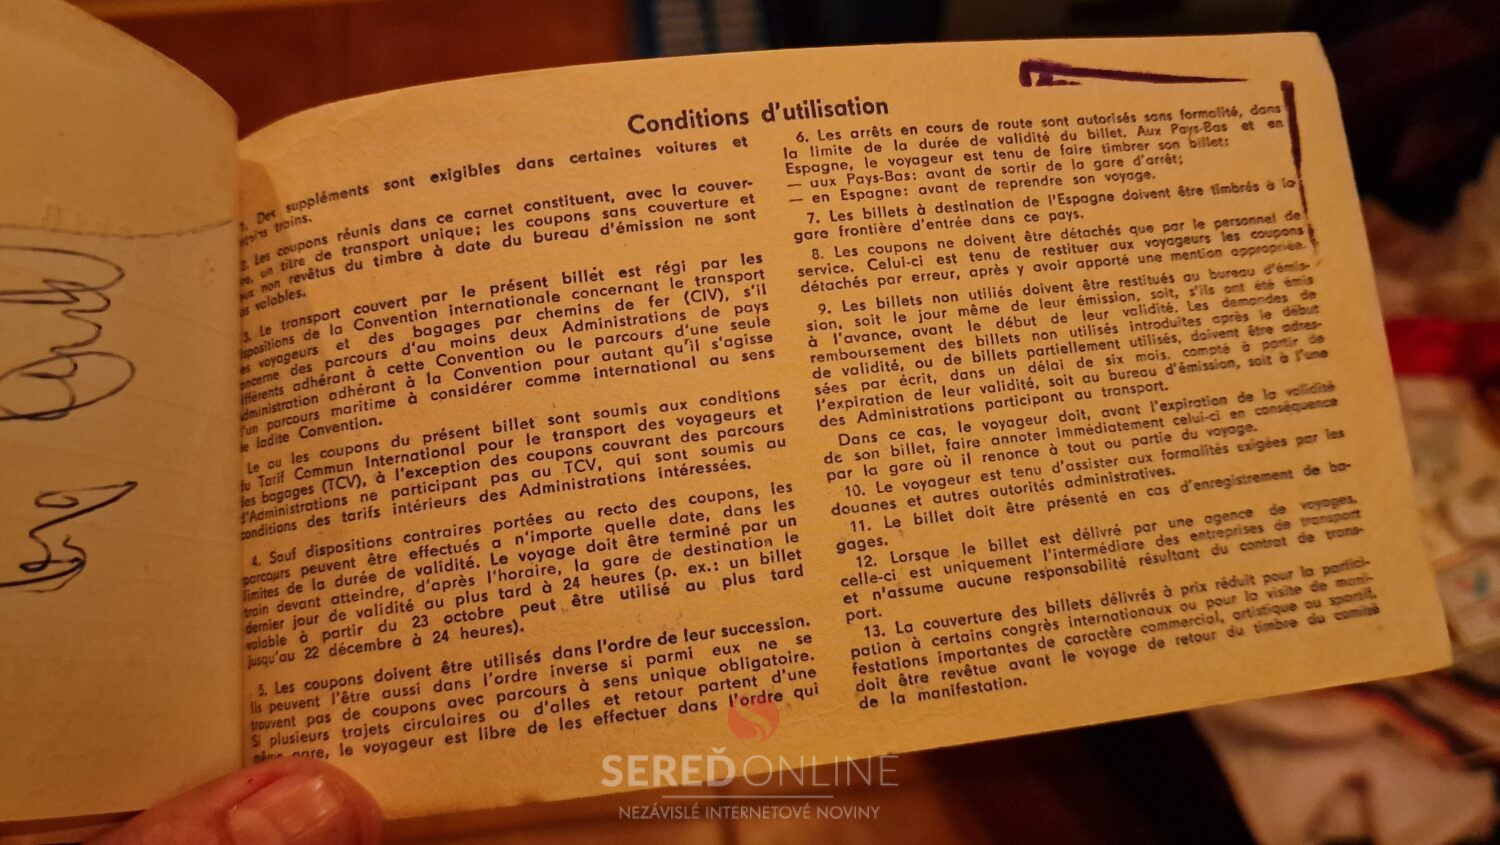 Conditions d'utilisation
1. Des suppléments sont exigibles dans certaines voitures et
trains.
2. Les coupons réunis dans ce carnet constituent, avec la couver-
un titre de transport unique; les coupons sans couverture et
non revêtus du timbre à date du bureau d'émission ne sont
valables.
3. Le transport couvert par le présent billet est régi par les
dispositions de la Convention internationale concernant le transport
des voyageurs et des bagages par chemins de fer (CIV), s'il
concerne des parcours d'au moins deux Administrations de pays
différents adhérant à cette Convention ou le parcours d'une seule
administration adhérant à la Convention pour autant qu'il s'agisse
d'un parcours maritime à considérer comme international au sens
de ladite Convention.
Le ou les coupons du présent billet sont soumis aux conditions
du Tarif Commun International pour le transport des voyageurs et
des bagages (TCV), à l'exception des coupons couvrant des parcours
d'Administrations ne participant pas au TCV, qui sont soumis au
conditions des tarifs intérieurs des Administrations intéressées.
4. Sauf dispositions contraires portées au recto des coupons, les
parcours peuvent être effectués a n'importe quelle date, dans les
limites de la durée de validité. Le voyage doit être terminé par un
train devant atteindre, d'après l'horaire, la gare de destination le
dernier jour de validité au plus tard à 24 heures (p. ex.: un billet
valable à partir du 23 octobre peut être utilisé au plus tard
jusqu'au 22 décembre à 24 heures).
5. Les coupons doivent être utilisés dans l'ordre de leur succession.
Ils peuvent l'être aussi dans l'ordre inverse si parmi eux ne se
trouvent pas de coupons avec parcours à sens unique obligatoire.
Si plusieurs trajets circulaires ou d'alles et retour partent d'une
même gare, le voyageur est libre de les effectuer dans l'ordre qui
6. Les arrêts en cours de route sont autorisés sans formalité, dans
la limite de la durée de validité du billet. Aux Pays-Bas et en
Espagne, le voyageur est tenu de faire timbrer son billet:
— aux Pays-Bas: avant de sortir de la gare d'arrêt;
— en Espagne: avant de reprendre son voyage.
7. Les billets à destination de l'Espagne doivent être timbrés à la
gare frontière d'entrée dans ce pays.
8. Les coupons ne doivent être détachés que par le personnel de
service. Celui-ci est tenu de restituer aux voyageurs les coupons
détachés par erreur, après y avoir apporté une mention appropriée.
9. Les billets non utiliés doivent être restitués au bureau d'émis-
sion, soit le jour même de leur émission, soit, s'ils ont été émis
à l'avance, avant le début de leur validité. Les demandes de
remboursement des billets non utilisés introduites après le début
de validité, ou de billets partiellement utilisés, doivent être adres-
sées par écrit, dans un délai de six mois, compté à partir de
l'expiration de leur validité, soit au bureau d'émission, soit à l'une
des Administrations participant au transport.
Dans ce cas, le voyageur doit, avant l'expiration de la validité
de son billet, faire annoter immédiatement celui-ci en conséquence
par la gare où il renonce à tout ou partie du voyage.
10. Le voyageur est tenu d'assister aux formalités exigées par les
douanes et autres autorités administratives.
11. Le billet doit être présenté en cas d'enregistrement de ba-
gages.
12. Lorsque le billet est délivré par une agence de voyages,
celle-ci est uniquement l'intermédiare des entreprises de transport
et n'assume aucune responsabilité résultant du contrat de trans-
port.
13. La couverture des billets délivrés à prix réduit pour la partici-
pation à certains congrès internationaux ou pour la visite de mani-
festations importantes de caractère commercial, artistique ou sportif,
doit être revêtue avant le voyage de retour du timbre du comité
de la manifestation.
SEREĎONLINE
NEZÁVISLÉ INTERNETOVÉ NOVINY